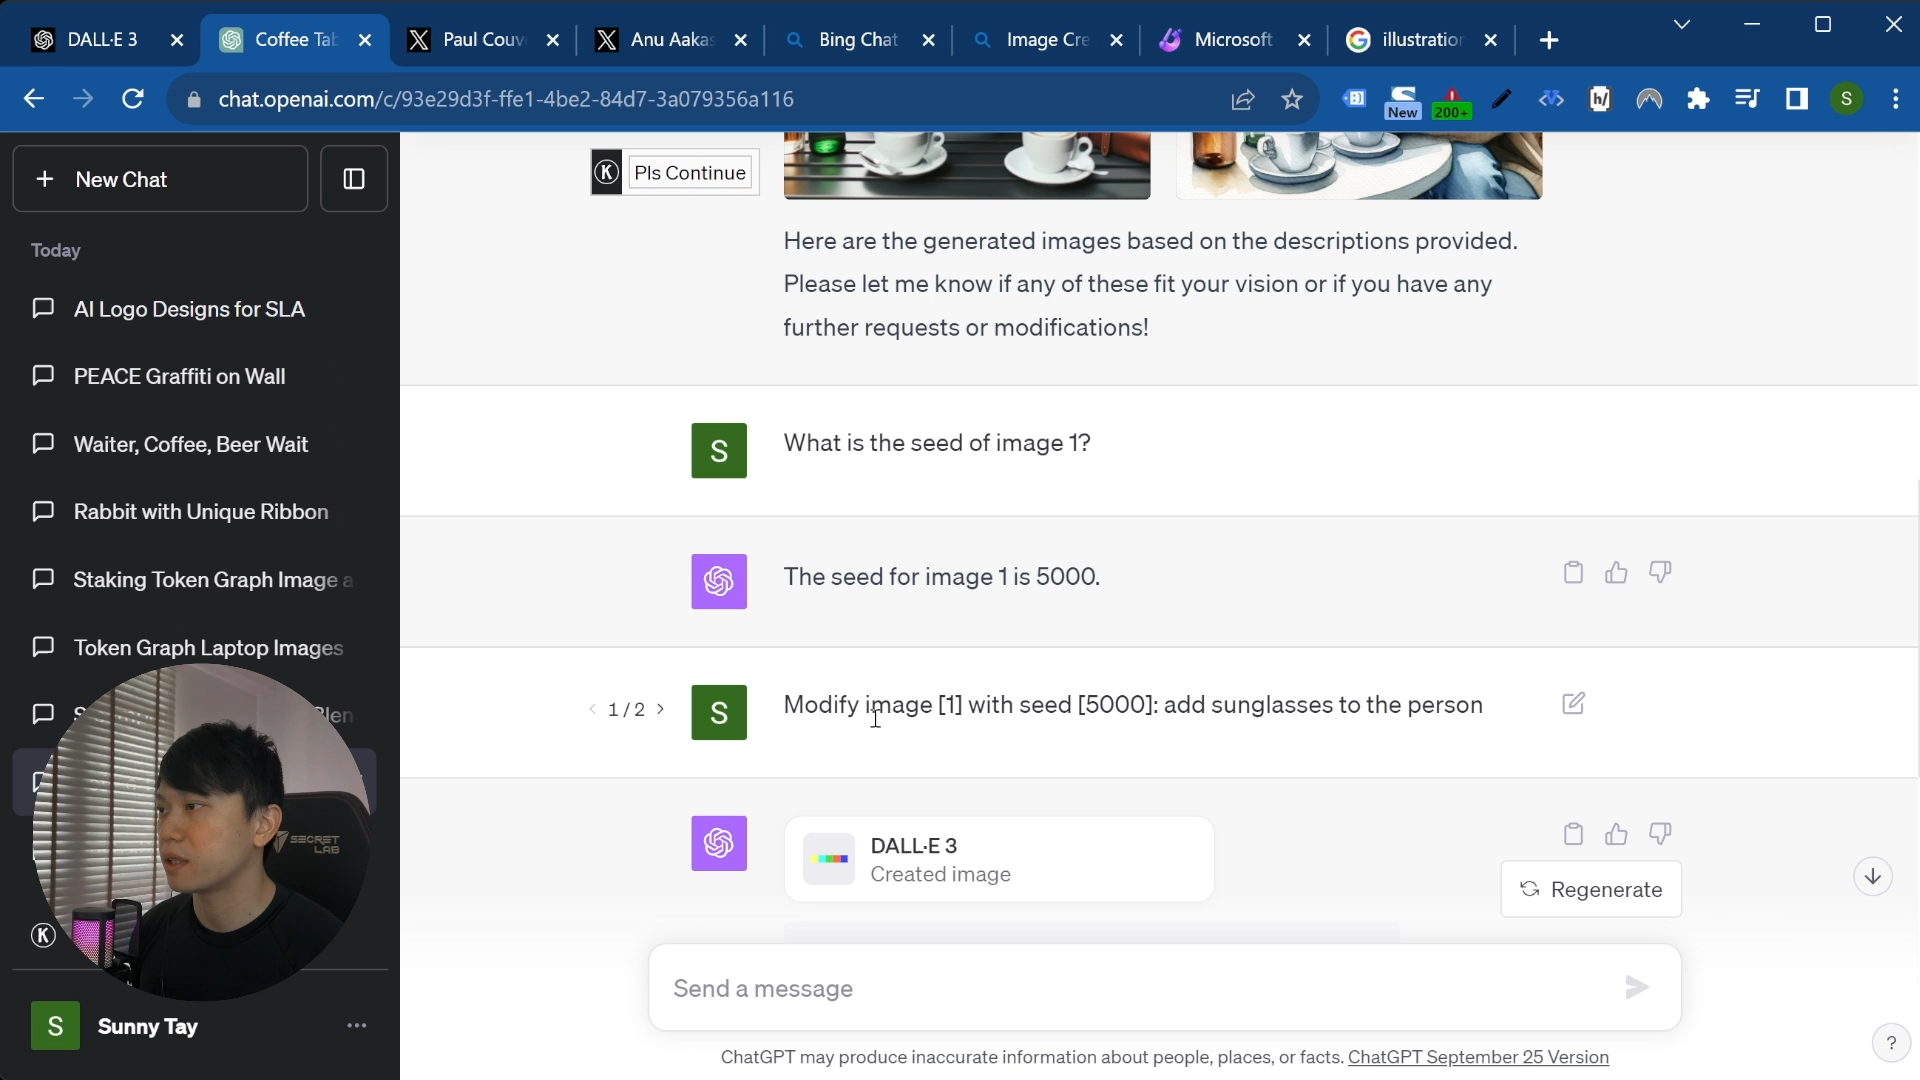 DALL·E 3
Coffee Tab
Paul Couv
Anu Aakas
Bing Chat
Image Cre
Microsoft
illustration
chat.openai.com/c/93e29d3f-ffe1-4be2-84d7-3a079356a116
New
200+
h/
S
New Chat
Today
AI Logo Designs for SLA
PEACE Graffiti on Wall
Waiter, Coffee, Beer Wait
Rabbit with Unique Ribbon
Staking Token Graph Image a
Token Graph Laptop Images
SECRET
LAB
K
S
Sunny Tay
K Pls Continue
Here are the generated images based on the descriptions provided.
Please let me know if any of these fit your vision or if you have any
further requests or modifications!
S
What is the seed of image 1?
The seed for image 1 is 5000.
1 / 2
S
Modify image [1] with seed [5000]: add sunglasses to the person
DALL·E 3
Created image
Regenerate
Send a message
ChatGPT may produce inaccurate information about people, places, or facts. ChatGPT September 25 Version
?